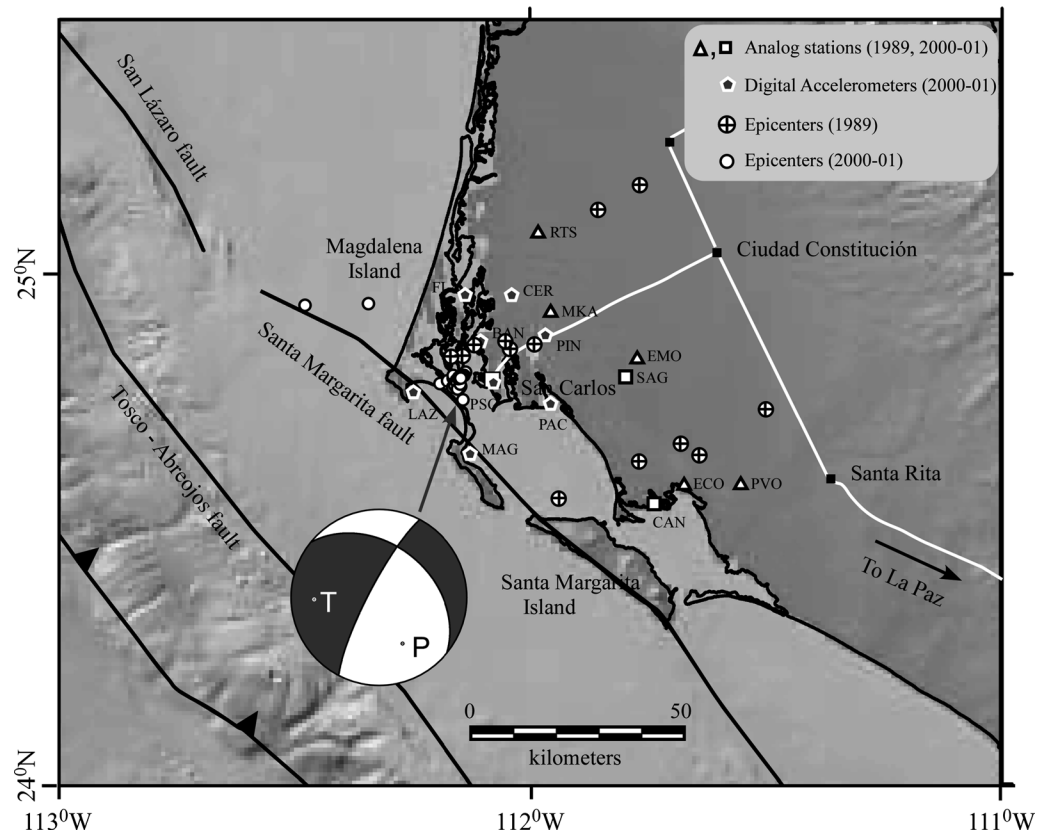 Analog stations (1989, 2000-01)
Digital Accelerometers (2000-01)
Epicenters (1989)
Epicenters (2000-01)
San Lázaro fault
Magdalena
Island
RTS
Ciudad Constitución
25⁰N
CER
MKA
BAN
PIN
EMO
SAG
San Carlos
PSC
LAZ
PAC
Santa Margarita fault
MAG
Tosco - Abreojos fault
ECO
PVO
Santa Rita
CAN
To La Paz
Santa Margarita
Island
T
P
0 50
kilometers
24⁰N
113⁰W
112⁰W
111⁰W